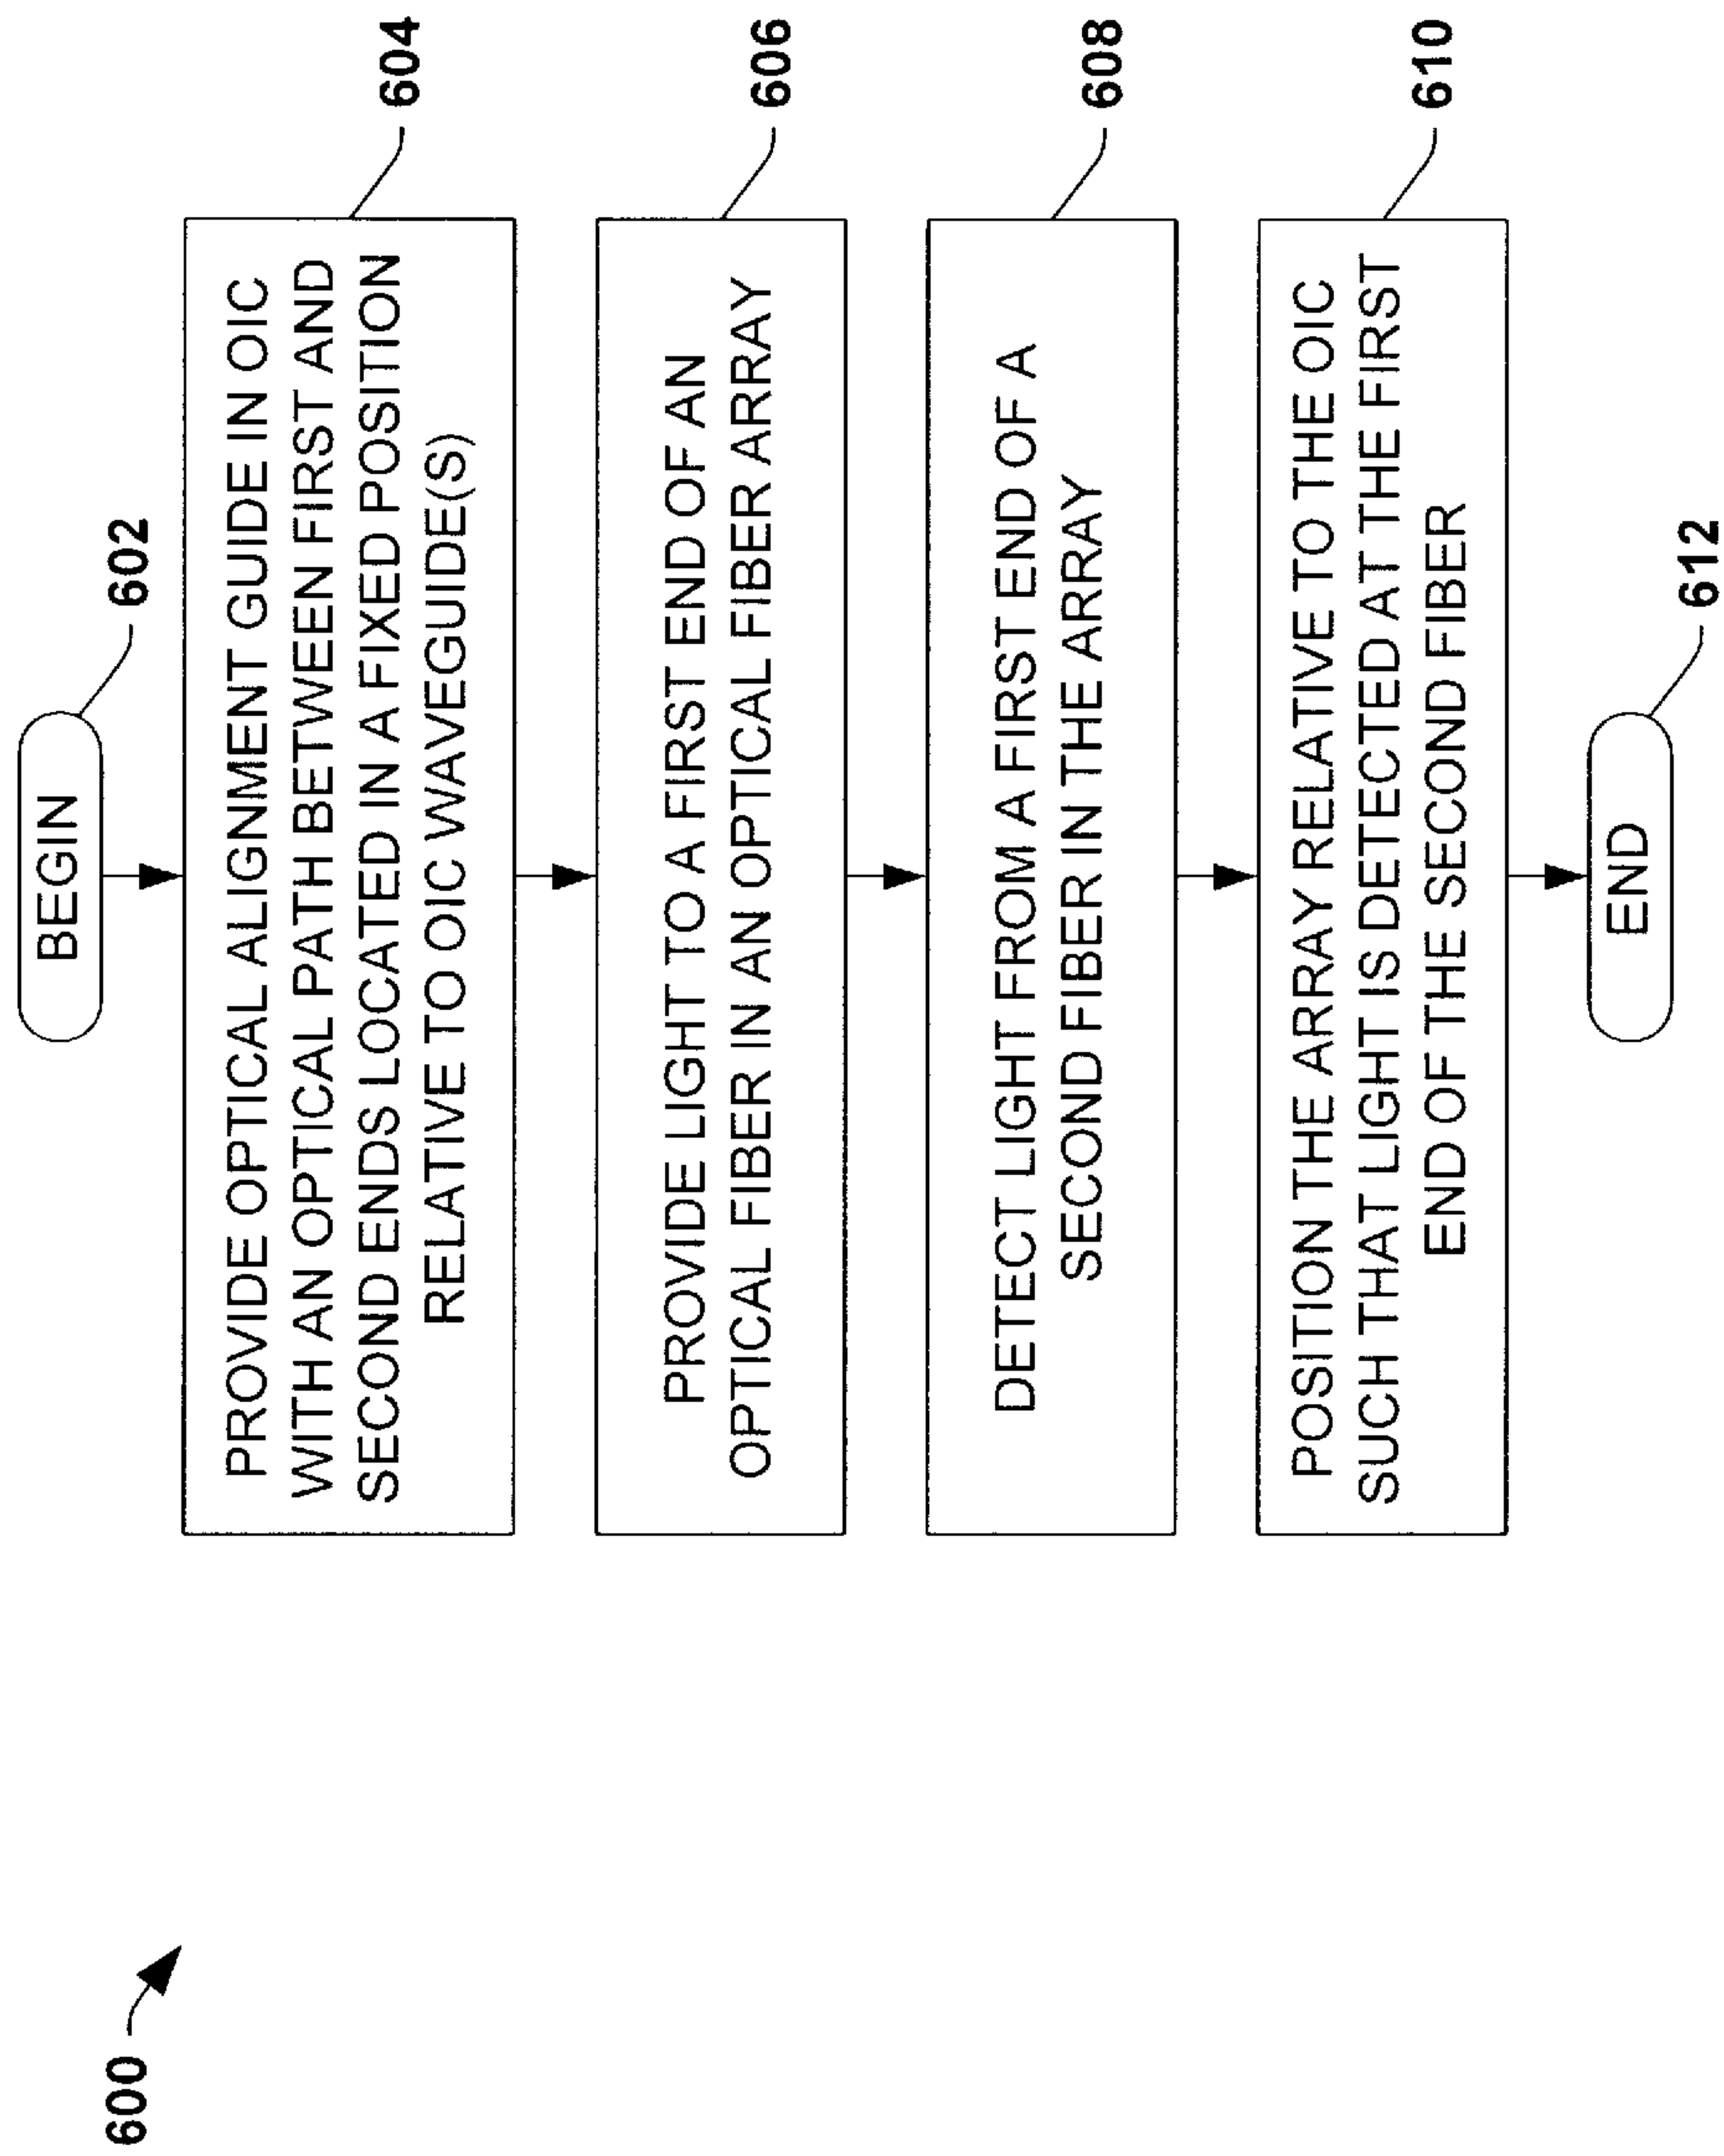 600
BEGIN
602
PROVIDE OPTICAL ALIGNMENT GUIDE IN OIC
WITH AN OPTICAL PATH BETWEEN FIRST AND
SECOND ENDS LOCATED IN A FIXED POSITION
RELATIVE TO OIC WAVEGUIDE(S)
604
PROVIDE LIGHT TO A FIRST END OF AN
OPTICAL FIBER IN AN OPTICAL FIBER ARRAY
606
DETECT LIGHT FROM A FIRST END OF A
SECOND FIBER IN THE ARRAY
608
POSITION THE ARRAY RELATIVE TO THE OIC
SUCH THAT LIGHT IS DETECTED AT THE FIRST
END OF THE SECOND FIBER
610
END
612